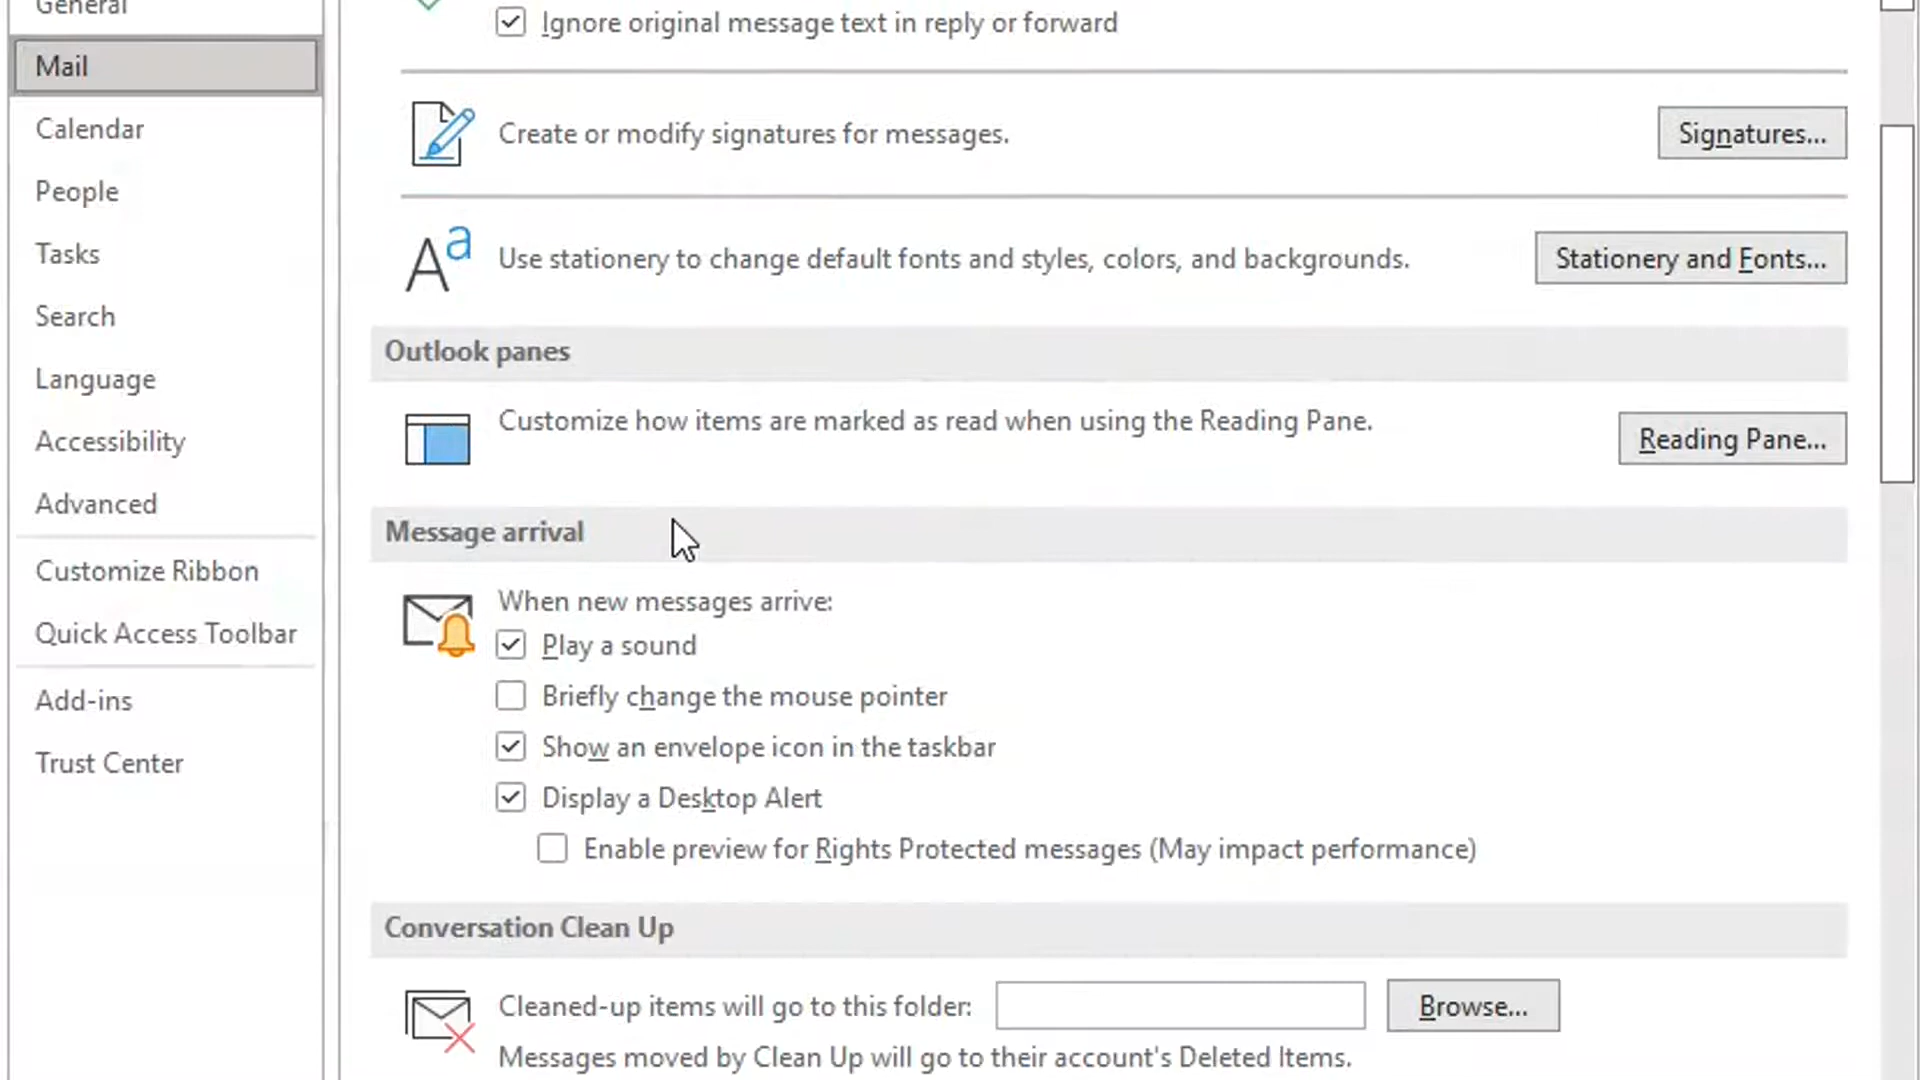 General
Mail
Calendar
People
Tasks
Search
Language
Accessibility
Advanced
Customize Ribbon
Quick Access Toolbar
Add-ins
Trust Center
Ignore original message text in reply or forward
Create or modify signatures for messages.
Signatures...
Aa
Use stationery to change default fonts and styles, colors, and backgrounds.
Stationery and Fonts...
Outlook panes
Customize how items are marked as read when using the Reading Pane.
Reading Pane...
Message arrival
When new messages arrive:
Play a sound
Briefly change the mouse pointer
Show an envelope icon in the taskbar
Display a Desktop Alert
Enable preview for Rights Protected messages (May impact performance)
Conversation Clean Up
Cleaned-up items will go to this folder:
Browse...
Messages moved by Clean Up will go to their account's Deleted Items.